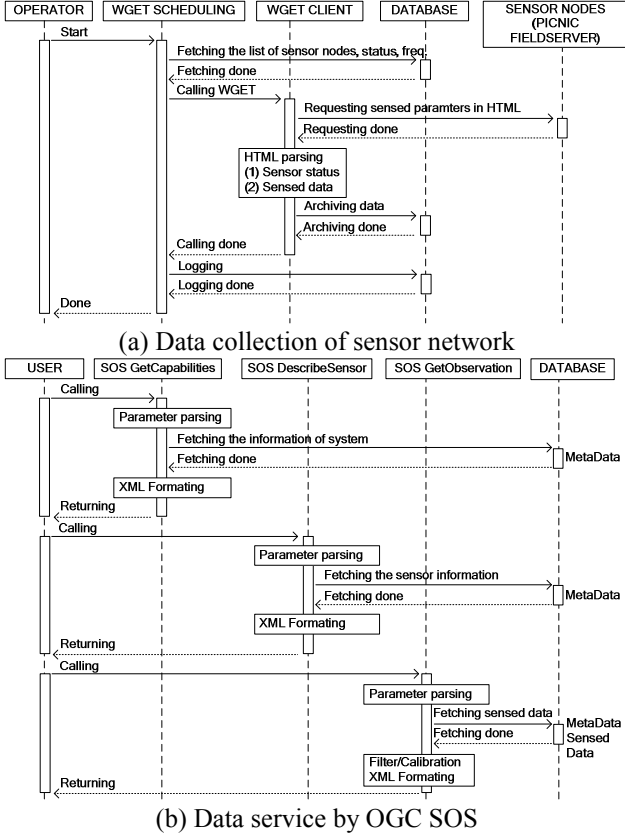 OPERATOR
WGET SCHEDULING
WGET CLIENT
DATABASE
SENSOR NODES
(PICNIC
FIELDSERVER)
Start
Fetching the list of sensor nodes, status, freq.
Fetching done
Calling WGET
Requesting sensed paramters in HTML
Requesting done
HTML parsing
(1) Sensor status
(2) Sensed data
Archiving data
Archiving done
Calling done
Logging
Logging done
Done
(a) Data collection of sensor network
USER
SOS GetCapabilities
SOS DescribeSensor
SOS GetObservation
DATABASE
Calling
Parameter parsing
Fetching the information of system
Fetching done
MetaData
XML Formating
Returning
Calling
Parameter parsing
Fetching the sensor information
Fetching done
MetaData
XML Formating
Returning
Calling
Parameter parsing
Fetching sensed data
Fetching done
MetaData
Sensed
Data
Filter/Calibration
XML Formating
Returning
(b) Data service by OGC SOS